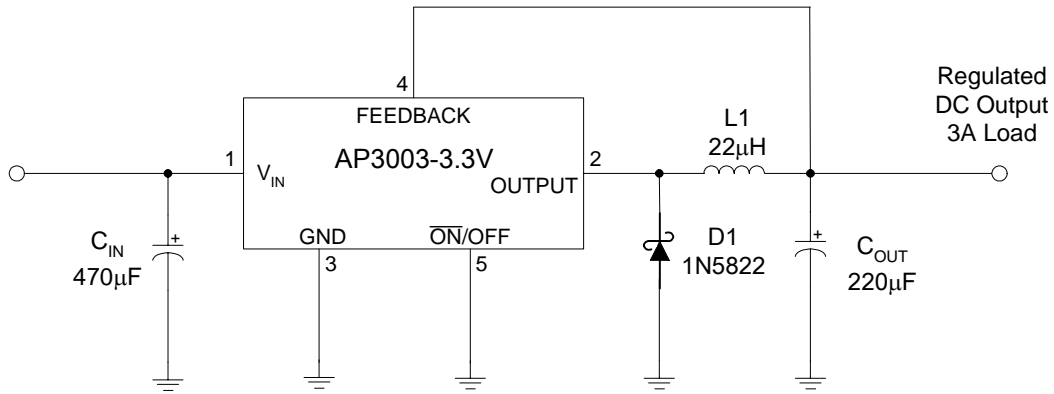 4
FEEDBACK
AP3003-3.3V
1
V_IN
2
OUTPUT
GND
3
O̅N̅/OFF
5
C_IN
470μF
L1
22μH
D1
1N5822
C_OUT
220μF
+
+
Regulated
DC Output
3A Load